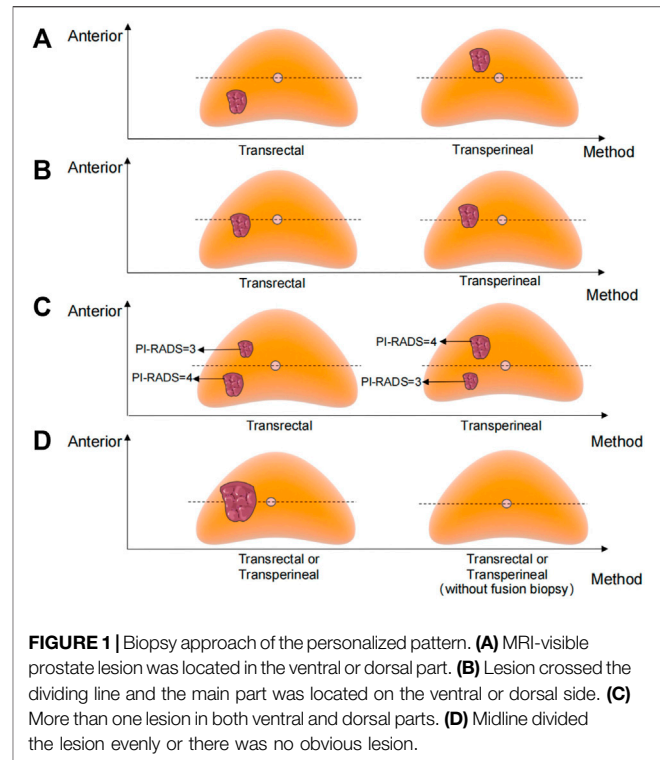 A
Anterior
Transrectal
Transperineal
Method
B
Anterior
Transrectal
Transperineal
Method
C
Anterior
PI-RADS=3
PI-RADS=4
PI-RADS=4
PI-RADS=3
Transrectal
Transperineal
Method
D
Anterior
Transrectal or
Transperineal
Transrectal or
Transperineal
(without fusion biopsy)
Method
FIGURE 1 | Biopsy approach of the personalized pattern. (A) MRI-visible
prostate lesion was located in the ventral or dorsal part. (B) Lesion crossed the
dividing line and the main part was located on the ventral or dorsal side. (C)
More than one lesion in both ventral and dorsal parts. (D) Midline divided
the lesion evenly or there was no obvious lesion.